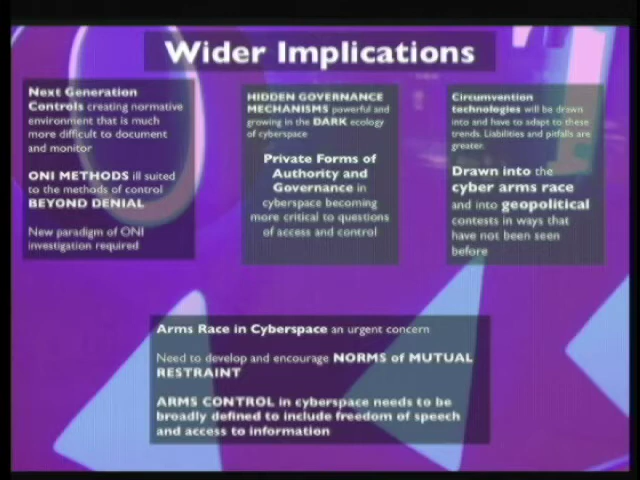 Wider Implications
Next Generation
Controls creating normative
environment that is much
more difficult to document
and monitor
ONI METHODS ill suited
to the methods of control
BEYOND DENIAL
New paradigm of ONI
investigation required
HIDDEN GOVERNANCE
MECHANISMS powerful and
growing in the DARK ecology
of cyberspace
Private Forms of
Authority and
Governance in
cyberspace becoming
more critical to questions
of access and control
Circumvention
technologies will be drawn
into and have to adapt to these
trends. Liabilities and pitfalls are
greater.
Drawn into the
cyber arms race
and into geopolitical
contests in ways that
have not been seen
before
Arms Race in Cyberspace an urgent concern
Need to develop and encourage NORMS of MUTUAL
RESTRAINT
ARMS CONTROL in cyberspace needs to be
broadly defined to include freedom of speech
and access to information